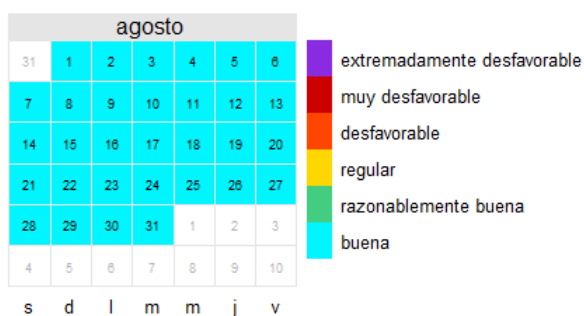 agosto
31 1 2 3 4 5 6
7 8 9 10 11 12 13
14 15 16 17 18 19 20
21 22 23 24 25 26 27
28 29 30 31 1 2 3
4 5 6 7 8 9 10
s d l m m j v
extremadamente desfavorable
muy desfavorable
desfavorable
regular
razonablemente buena
buena